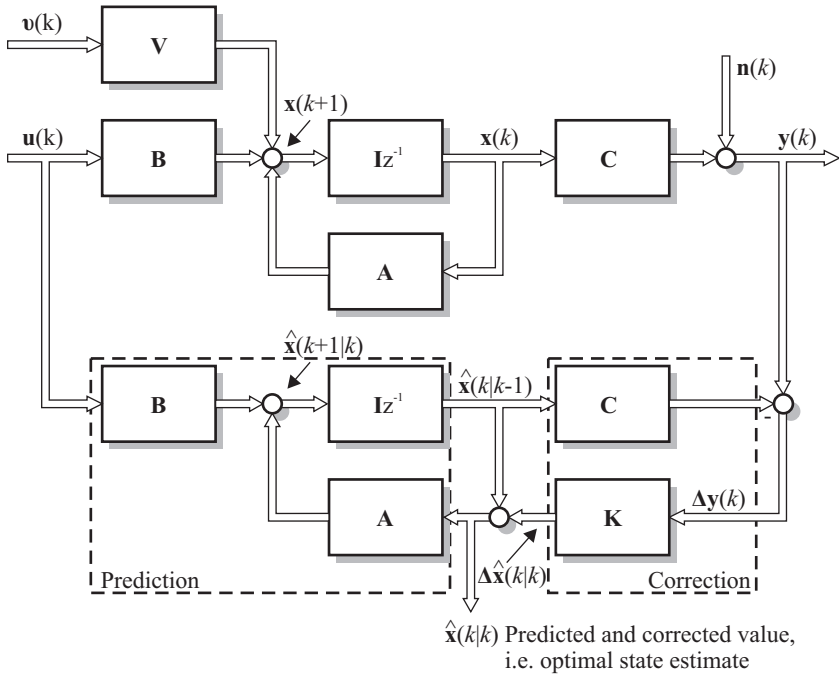 𝛖(k)
V
x(k+1)
n(k)
u(k)
B
Iz⁻¹
x(k)
C
y(k)
A
x̂(k+1|k)
B
Iz⁻¹
x̂(k|k-1)
C
-
A
K
Δy(k)
Δx̂(k|k)
Prediction
Correction
x̂(k|k) Predicted and corrected value,
i.e. optimal state estimate